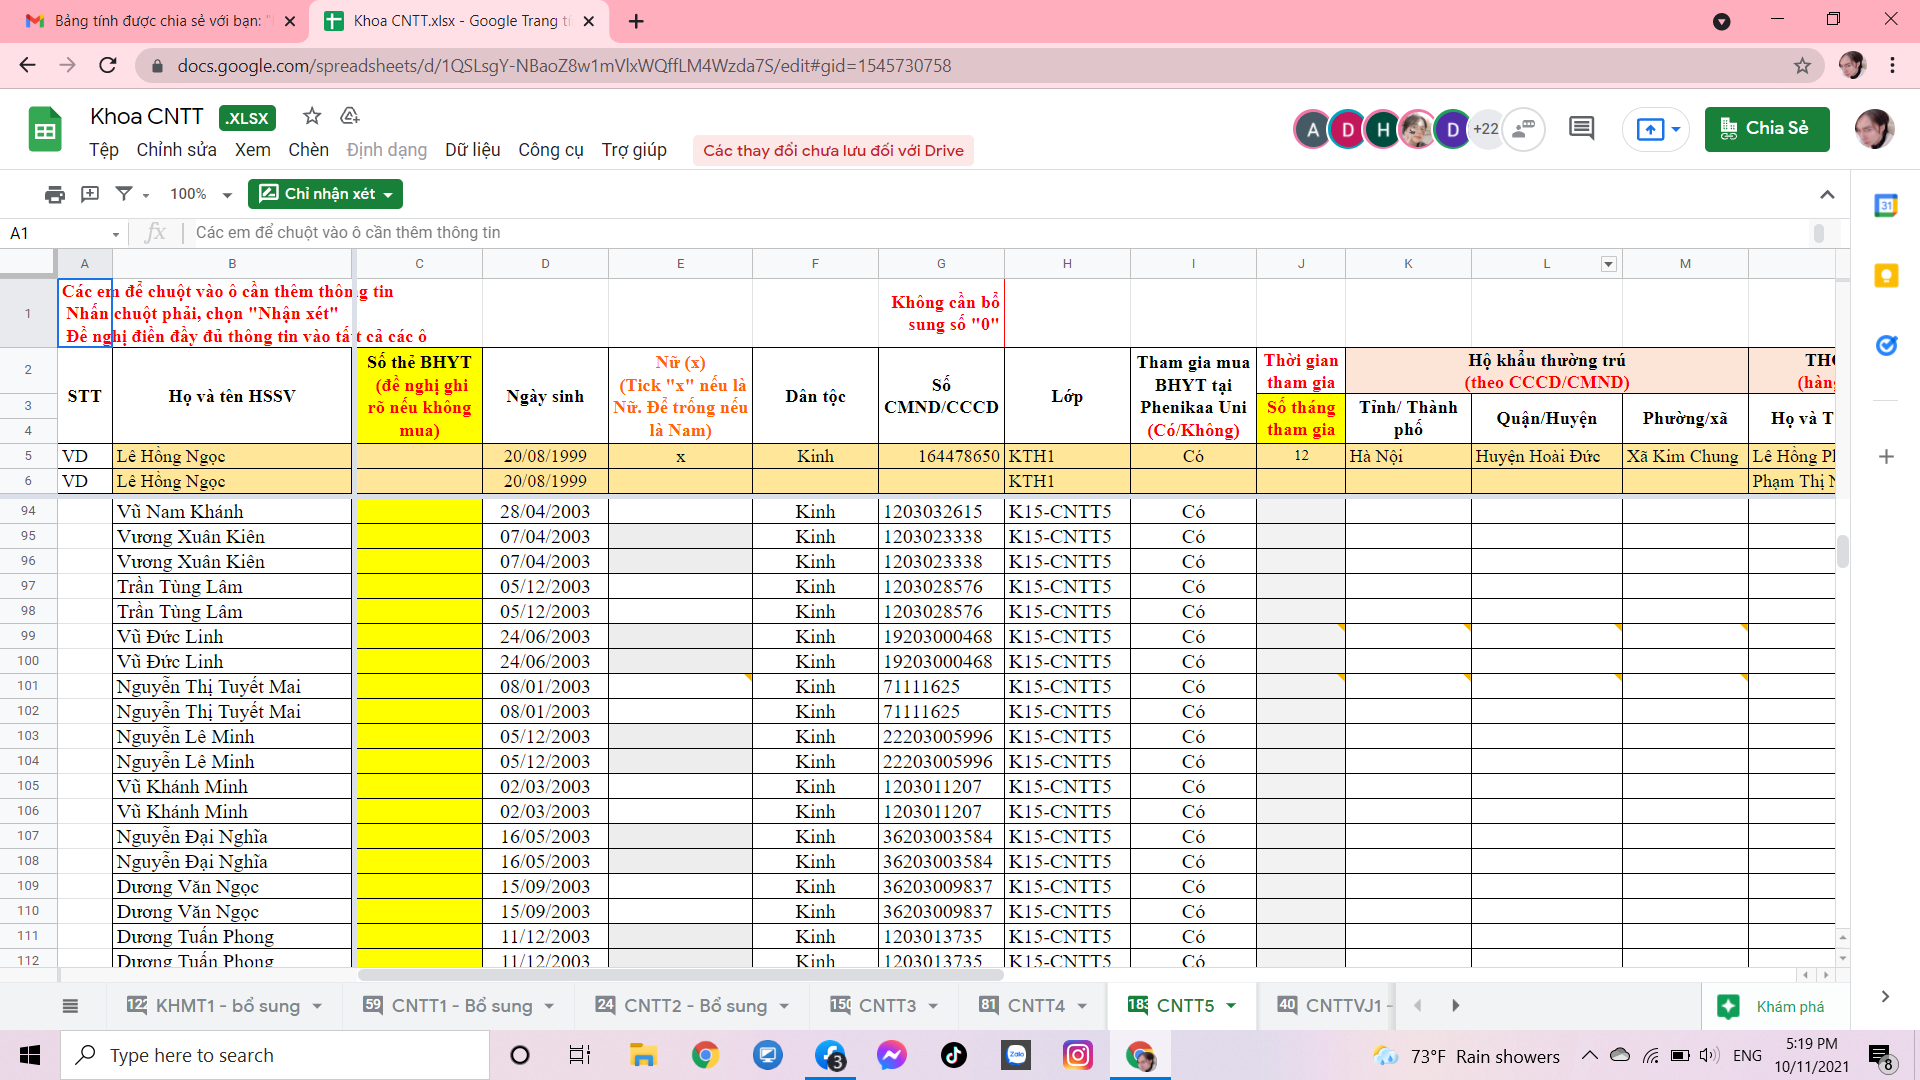 Bảng tính được chia sẻ với bạn: "
Khoa CNTT.xlsx - Google Trang tí
docs.google.com/spreadsheets/d/1QSLsgY-NBaoZ8w1mVlxWQffLM4Wzda7S/edit#gid=1545730758
Khoa CNTT .XLSX
A D H D +22
Chia Sẻ
Tệp Chỉnh sửa Xem Chèn Định dạng Dữ liệu Công cụ Trợ giúp Các thay đổi chưa lưu đối với Drive
100% Chỉ nhận xét
A1 fx Các em để chuột vào ô cần thêm thông tin
A B C D E F G H I J K L M
1
Các em để chuột vào ô cần thêm thông tin
Nhấn chuột phải, chọn "Nhận xét"
Đề nghị điền đầy đủ thông tin vào tất cả các ô
Không cần bổ
sung số "0"
2
3
4
STT
Họ và tên HSSV
Số thẻ BHYT
(đề nghị ghi
rõ nếu không
mua)
Ngày sinh
Nữ (x)
(Tick "x" nếu là
Nữ. Để trống nếu
là Nam)
Dân tộc
Số
CMND/CCCD
Lớp
Tham gia mua
BHYT tại
Phenikaa Uni
(Có/Không)
Thời gian
tham gia
Số tháng
tham gia
Hộ khẩu thường trú
(theo CCCD/CMND)
Tỉnh/ Thành
phố
Quận/Huyện
Phường/xã
THÔ
(hàng
Họ và T
5 VD Lê Hồng Ngọc 20/08/1999 x Kinh 164478650 KTH1 Có 12 Hà Nội Huyện Hoài Đức Xã Kim Chung Lê Hồng Ph
6 VD Lê Hồng Ngọc 20/08/1999 KTH1 Phạm Thị N
94 Vũ Nam Khánh 28/04/2003 Kinh 1203032615 K15-CNTT5 Có
95 Vương Xuân Kiên 07/04/2003 Kinh 1203023338 K15-CNTT5 Có
96 Vương Xuân Kiên 07/04/2003 Kinh 1203023338 K15-CNTT5 Có
97 Trần Tùng Lâm 05/12/2003 Kinh 1203028576 K15-CNTT5 Có
98 Trần Tùng Lâm 05/12/2003 Kinh 1203028576 K15-CNTT5 Có
99 Vũ Đức Linh 24/06/2003 Kinh 19203000468 K15-CNTT5 Có
100 Vũ Đức Linh 24/06/2003 Kinh 19203000468 K15-CNTT5 Có
101 Nguyễn Thị Tuyết Mai 08/01/2003 Kinh 71111625 K15-CNTT5 Có
102 Nguyễn Thị Tuyết Mai 08/01/2003 Kinh 71111625 K15-CNTT5 Có
103 Nguyễn Lê Minh 05/12/2003 Kinh 22203005996 K15-CNTT5 Có
104 Nguyễn Lê Minh 05/12/2003 Kinh 22203005996 K15-CNTT5 Có
105 Vũ Khánh Minh 02/03/2003 Kinh 1203011207 K15-CNTT5 Có
106 Vũ Khánh Minh 02/03/2003 Kinh 1203011207 K15-CNTT5 Có
107 Nguyễn Đại Nghĩa 16/05/2003 Kinh 36203003584 K15-CNTT5 Có
108 Nguyễn Đại Nghĩa 16/05/2003 Kinh 36203003584 K15-CNTT5 Có
109 Dương Văn Ngọc 15/09/2003 Kinh 36203009837 K15-CNTT5 Có
110 Dương Văn Ngọc 15/09/2003 Kinh 36203009837 K15-CNTT5 Có
111 Dương Tuấn Phong 11/12/2003 Kinh 1203013735 K15-CNTT5 Có
112 Dương Tuấn Phong 11/12/2003 Kinh 1203013735 K15-CNTT5 Có
122 KHMT1 - bổ sung 59 CNTT1 - Bổ sung 24 CNTT2 - Bổ sung 150 CNTT3 81 CNTT4 183 CNTT5 40 CNTTVJ1 - Khám phá
Type here to search 3 Zalo 73°F Rain showers ENG 5:19 PM
10/11/2021 8